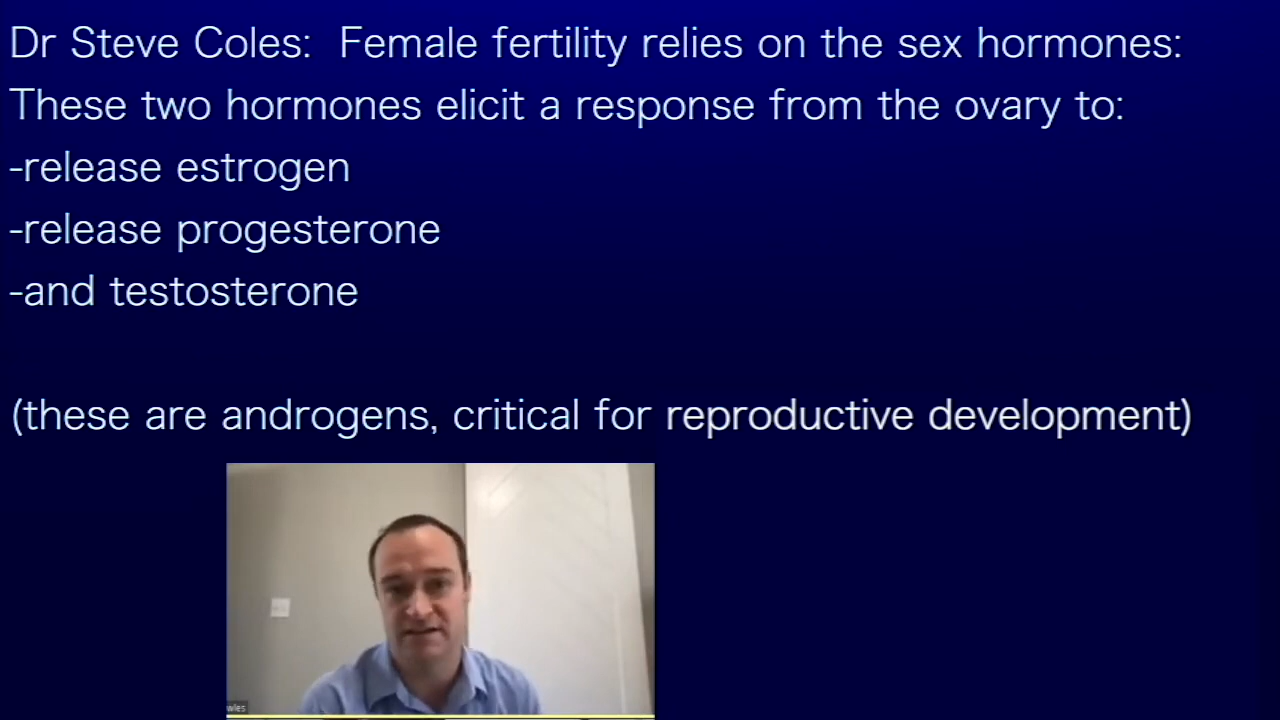 Dr Steve Coles:  Female fertility relies on the sex hormones:
These two hormones elicit a response from the ovary to:
-release estrogen
-release progesterone
-and testosterone
(these are androgens, critical for reproductive development)
wles